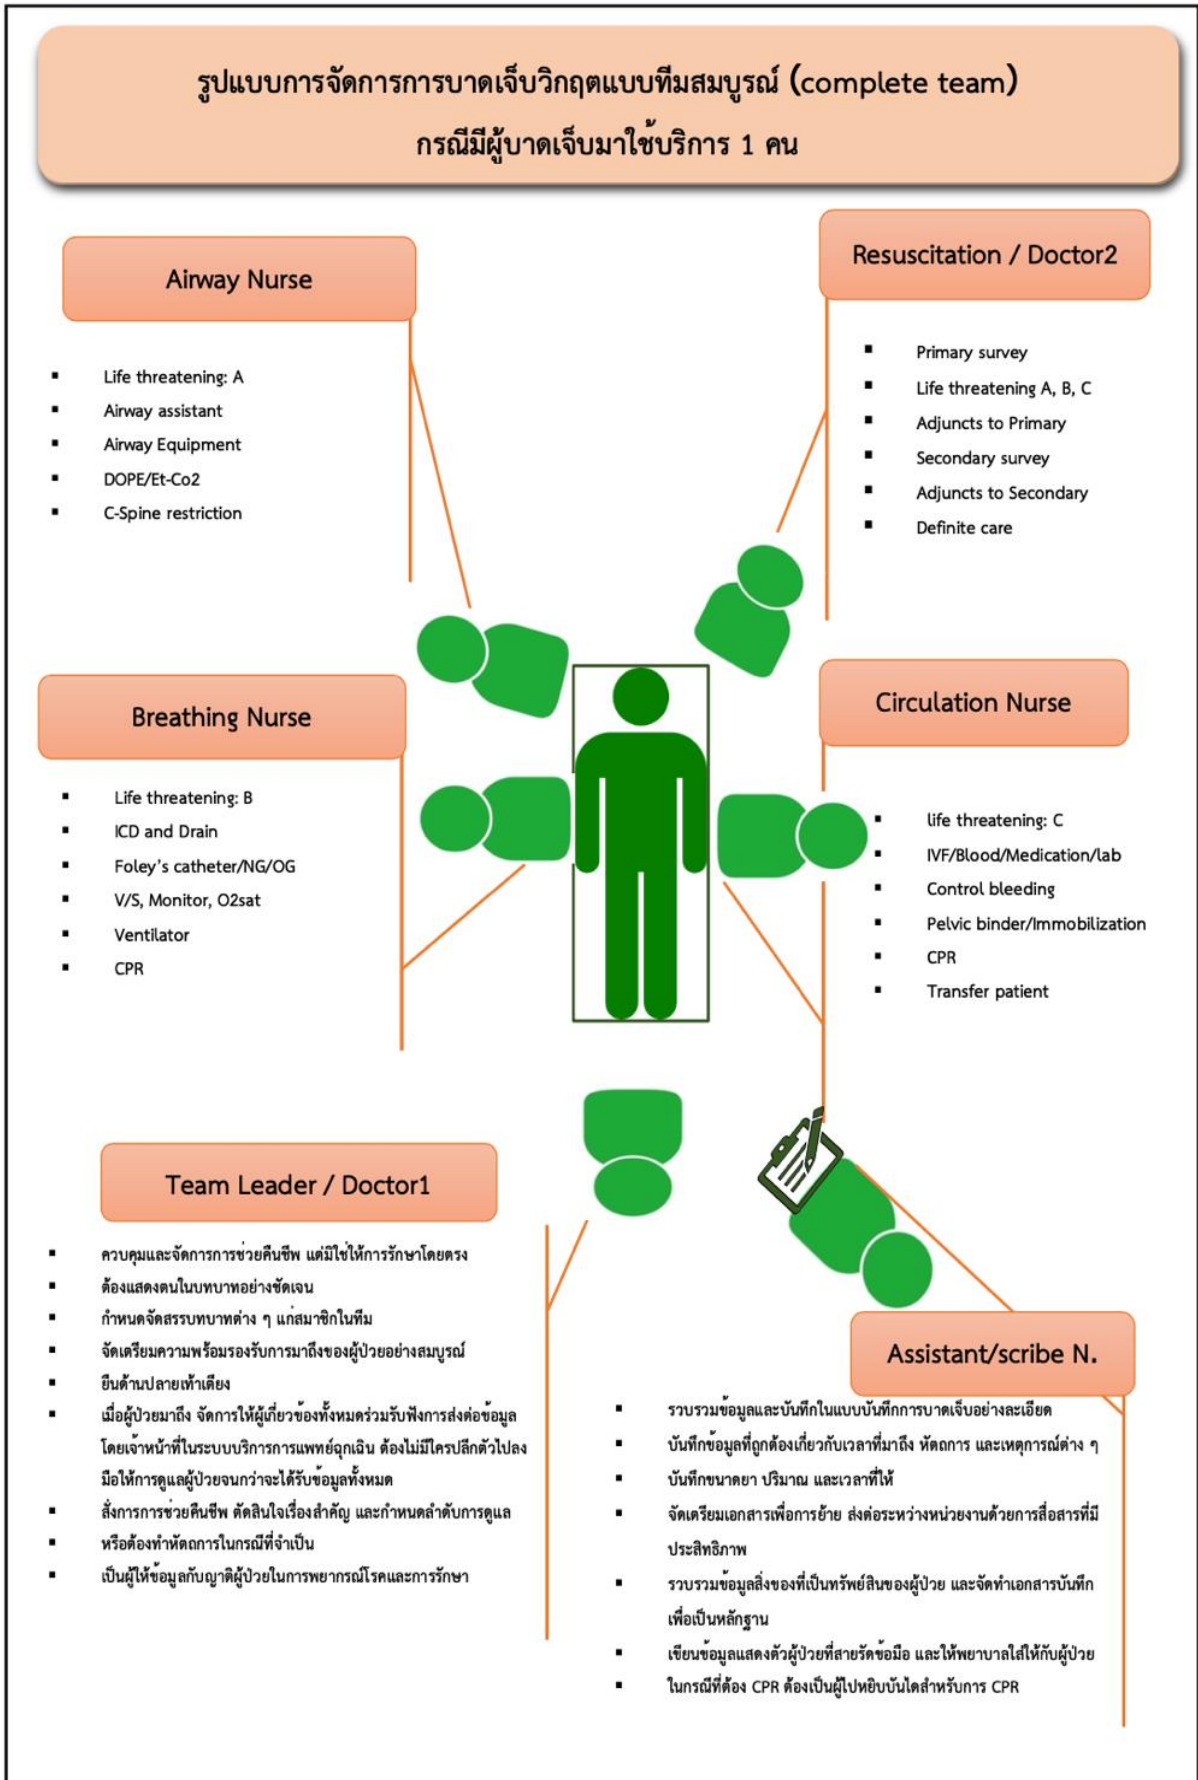 รูปแบบการจัดการการบาดเจ็บวิกฤตแบบทีมสมบูรณ์ (complete team)
กรณีมีผู้บาดเจ็บมาใช้บริการ 1 คน
Airway Nurse
▪ Life threatening: A
▪ Airway assistant
▪ Airway Equipment
▪ DOPE/Et-Co2
▪ C-Spine restriction
Resuscitation / Doctor2
▪ Primary survey
▪ Life threatening A, B, C
▪ Adjuncts to Primary
▪ Secondary survey
▪ Adjuncts to Secondary
▪ Definite care
Breathing Nurse
▪ Life threatening: B
▪ ICD and Drain
▪ Foley's catheter/NG/OG
▪ V/S, Monitor, O2sat
▪ Ventilator
▪ CPR
Circulation Nurse
▪ life threatening: C
▪ IVF/Blood/Medication/lab
▪ Control bleeding
▪ Pelvic binder/Immobilization
▪ CPR
▪ Transfer patient
Team Leader / Doctor1
▪ ควบคุมและจัดการการช่วยคืนชีพ แต่มิใช่ให้การรักษาโดยตรง
▪ ต้องแสดงตนในบทบาทอย่างชัดเจน
▪ กำหนดจัดสรรบทบาทต่าง ๆ แก่สมาชิกในทีม
▪ จัดเตรียมความพร้อมรองรับการมาถึงของผู้ป่วยอย่างสมบูรณ์
▪ ยืนด้านปลายเท้าเตียง
▪ เมื่อผู้ป่วยมาถึง จัดการให้ผู้เกี่ยวข้องทั้งหมดร่วมรับฟังการส่งต่อข้อมูล
โดยเจ้าหน้าที่ในระบบบริการการแพทย์ฉุกเฉิน ต้องไม่มีใครปลีกตัวไปลง
มือให้การดูแลผู้ป่วยจนกว่าจะได้รับข้อมูลทั้งหมด
▪ สั่งการการช่วยคืนชีพ ตัดสินใจเรื่องสำคัญ และกำหนดลำดับการดูแล
▪ หรือต้องทำหัตถการในกรณีที่จำเป็น
▪ เป็นผู้ให้ข้อมูลกับญาติผู้ป่วยในการพยากรณ์โรคและการรักษา
Assistant/scribe N.
▪ รวบรวมข้อมูลและบันทึกในแบบบันทึกการบาดเจ็บอย่างละเอียด
▪ บันทึกข้อมูลที่ถูกต้องเกี่ยวกับเวลาที่มาถึง หัตถการ และเหตุการณ์ต่าง ๆ
▪ บันทึกขนาดยา ปริมาณ และเวลาที่ให้
▪ จัดเตรียมเอกสารเพื่อการย้าย ส่งต่อระหว่างหน่วยงานด้วยการสื่อสารที่มี
ประสิทธิภาพ
▪ รวบรวมข้อมูลสิ่งของที่เป็นทรัพย์สินของผู้ป่วย และจัดทำเอกสารบันทึก
เพื่อเป็นหลักฐาน
▪ เขียนข้อมูลแสดงตัวผู้ป่วยที่สายรัดข้อมือ และให้พยาบาลใส่ให้กับผู้ป่วย
▪ ในกรณีที่ต้อง CPR ต้องเป็นผู้ไปหยิบบันไดสำหรับการ CPR